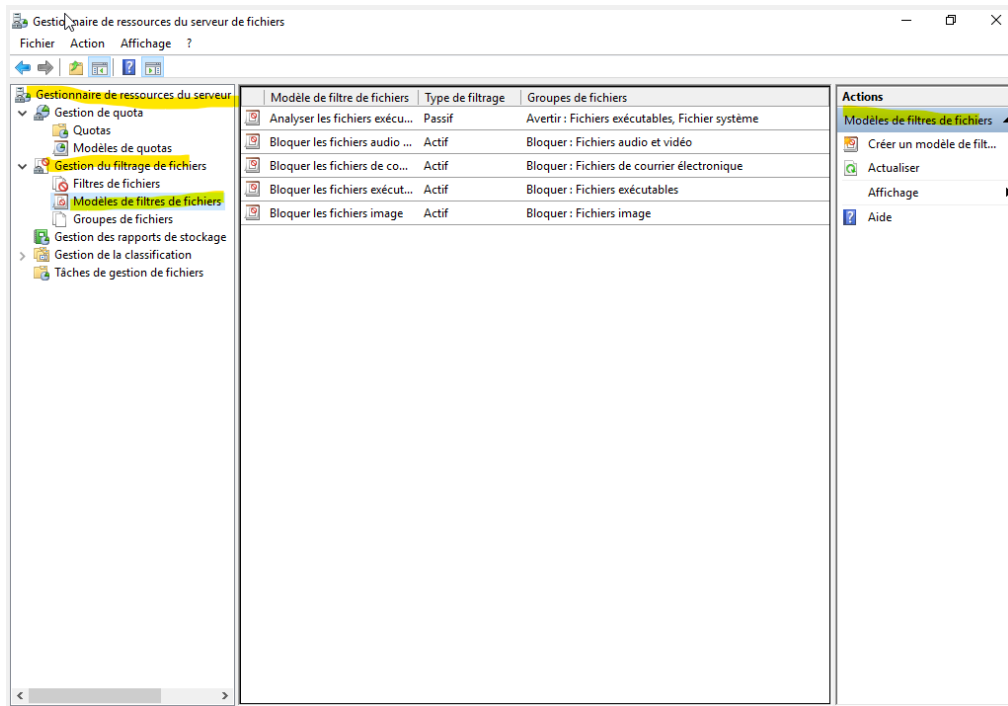 Gestionnaire de ressources du serveur de fichiers
Fichier Action Affichage ?
Gestionnaire de ressources du serveur
Gestion de quota
Quotas
Modèles de quotas
Gestion du filtrage de fichiers
Filtres de fichiers
Modèles de filtres de fichiers
Groupes de fichiers
Gestion des rapports de stockage
Gestion de la classification
Tâches de gestion de fichiers
Modèle de filtre de fichiers Type de filtrage Groupes de fichiers
Analyser les fichiers exécu... Passif Avertir : Fichiers exécutables, Fichier système
Bloquer les fichiers audio ... Actif Bloquer : Fichiers audio et vidéo
Bloquer les fichiers de co... Actif Bloquer : Fichiers de courrier électronique
Bloquer les fichiers exécut... Actif Bloquer : Fichiers exécutables
Bloquer les fichiers image Actif Bloquer : Fichiers image
Actions
Modèles de filtres de fichiers
Créer un modèle de filt...
Actualiser
Affichage
Aide